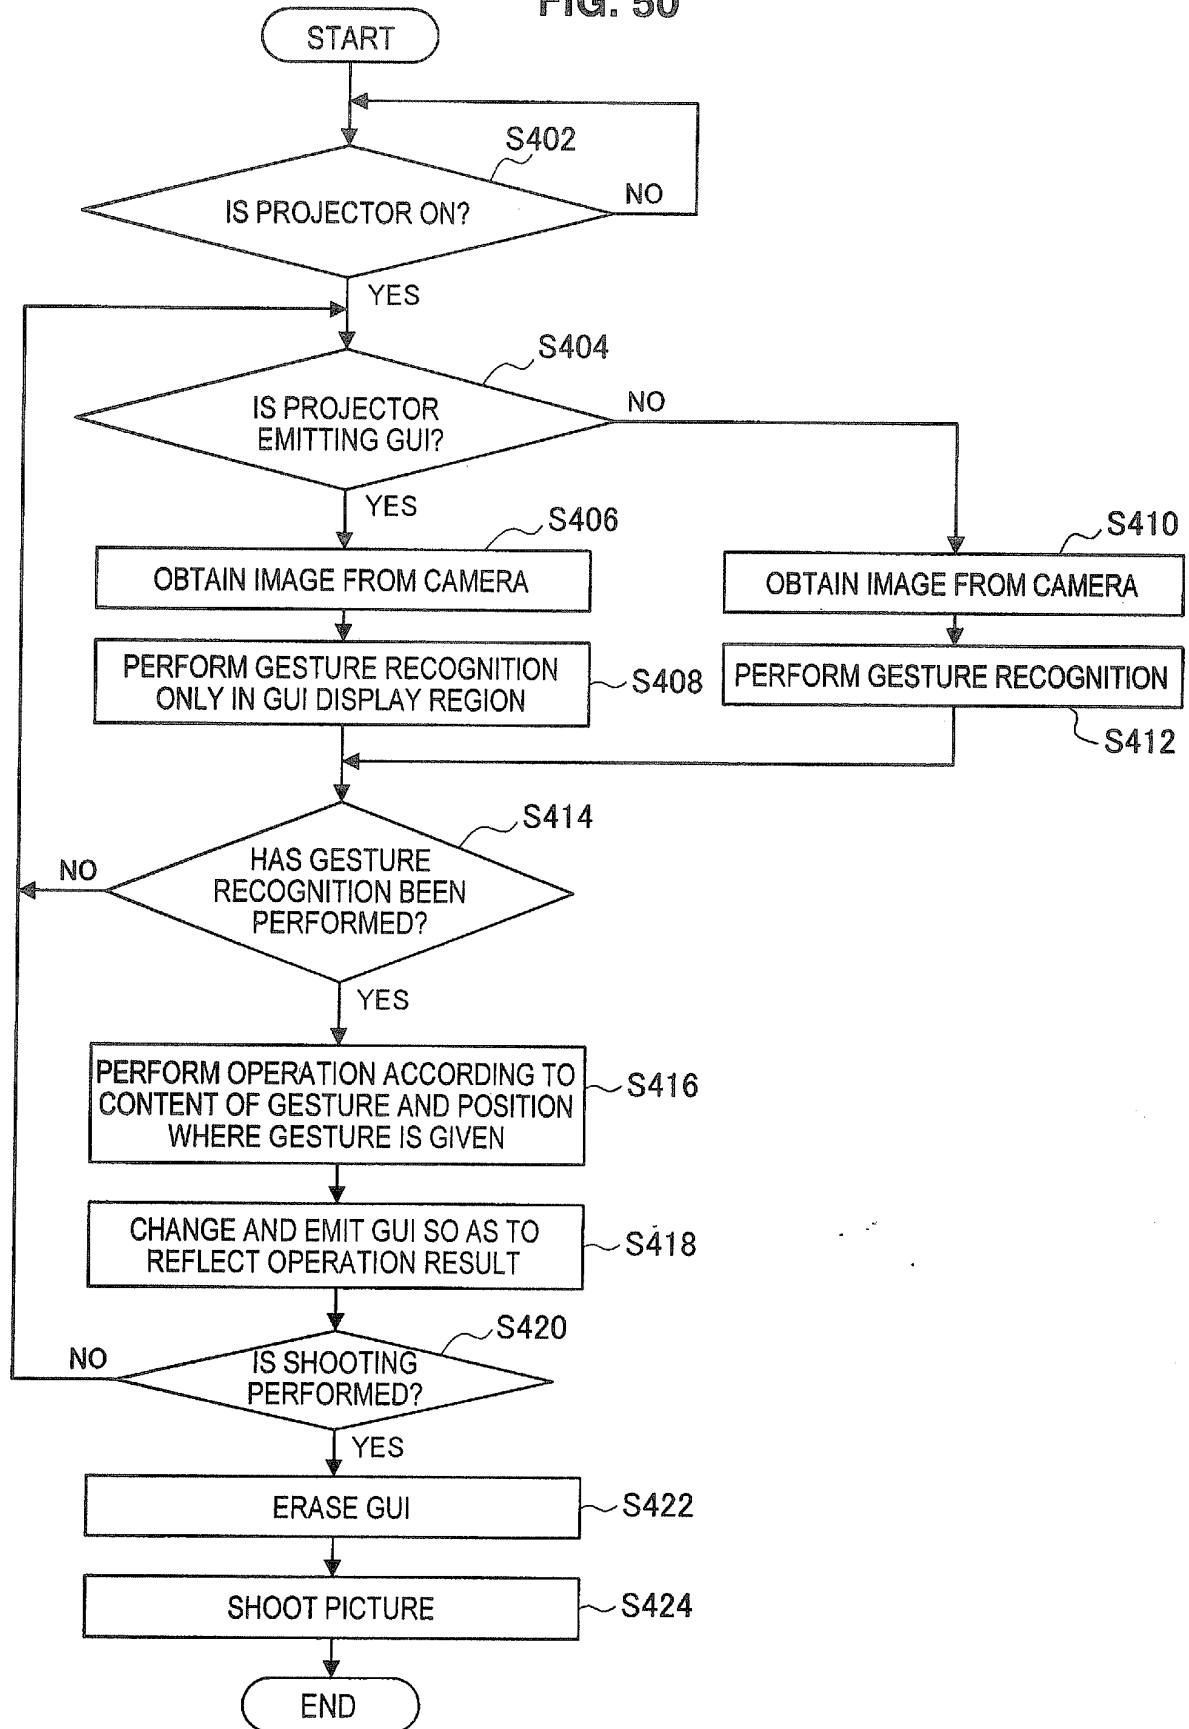 FIG. 50
START
S402
IS PROJECTOR ON?
NO
YES
S404
IS PROJECTOR
EMITTING GUI?
NO
YES
S406
OBTAIN IMAGE FROM CAMERA
S410
OBTAIN IMAGE FROM CAMERA
PERFORM GESTURE RECOGNITION
ONLY IN GUI DISPLAY REGION
S408
PERFORM GESTURE RECOGNITION
S412
S414
HAS GESTURE
RECOGNITION BEEN
PERFORMED?
NO
YES
PERFORM OPERATION ACCORDING TO
CONTENT OF GESTURE AND POSITION
WHERE GESTURE IS GIVEN
S416
CHANGE AND EMIT GUI SO AS TO
REFLECT OPERATION RESULT
S418
S420
IS SHOOTING
PERFORMED?
NO
YES
ERASE GUI
S422
SHOOT PICTURE
S424
END